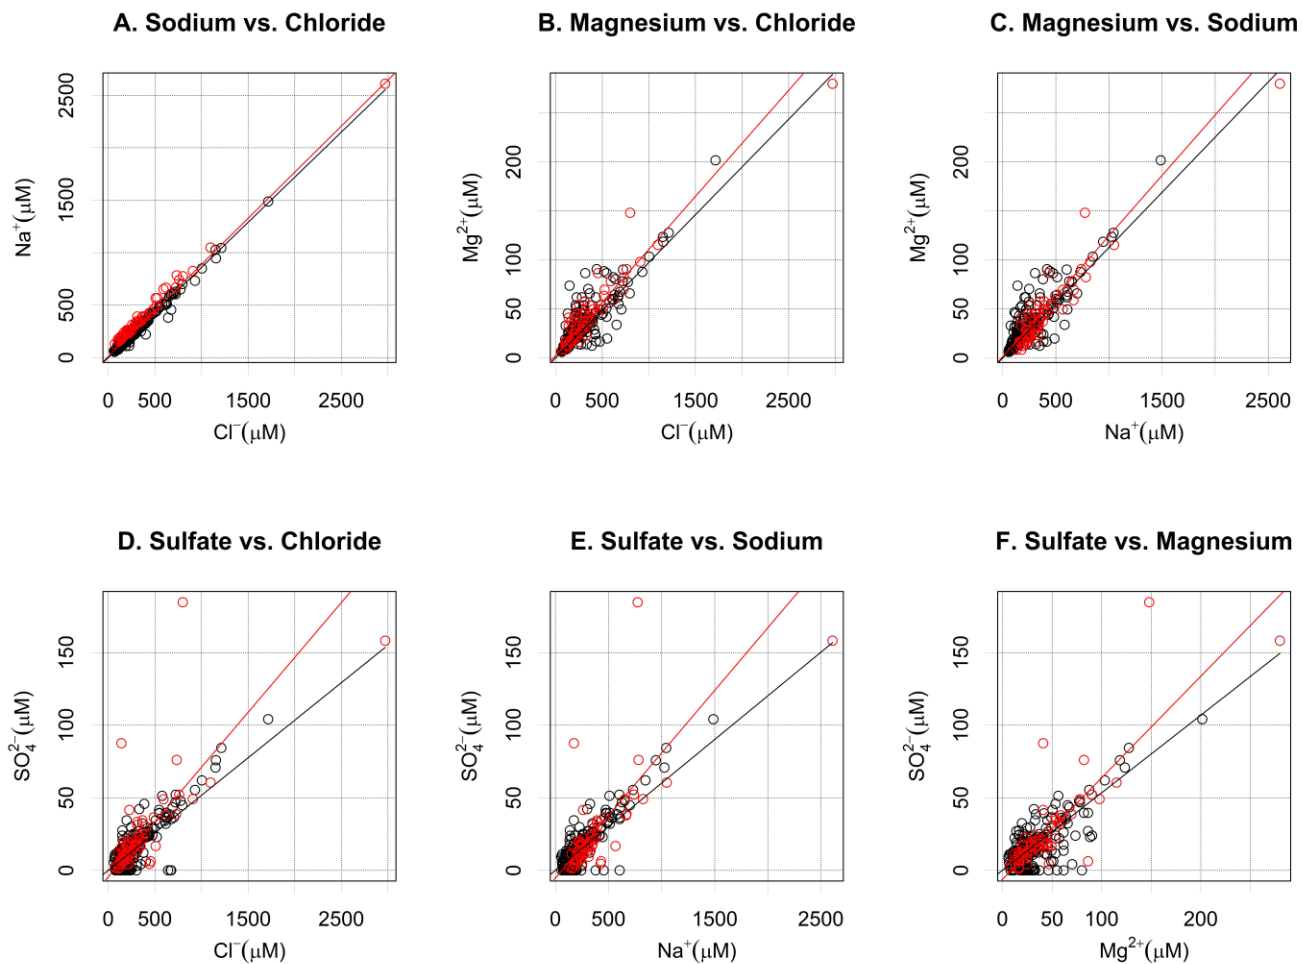 A. Sodium vs. Chloride
B. Magnesium vs. Chloride
C. Magnesium vs. Sodium
Na⁺(μM)
0 500 1500 2500
0 500 1500 2500
Cl⁻(μM)
Mg²⁺(μM)
0 50 100 200
0 500 1500 2500
Cl⁻(μM)
Mg²⁺(μM)
0 50 100 200
0 500 1500 2500
Na⁺(μM)
D. Sulfate vs. Chloride
E. Sulfate vs. Sodium
F. Sulfate vs. Magnesium
SO₄²⁻(μM)
0 50 100 150
0 500 1500 2500
Cl⁻(μM)
SO₄²⁻(μM)
0 50 100 150
0 500 1500 2500
Na⁺(μM)
SO₄²⁻(μM)
0 50 100 150
0 50 100 200
Mg²⁺(μM)